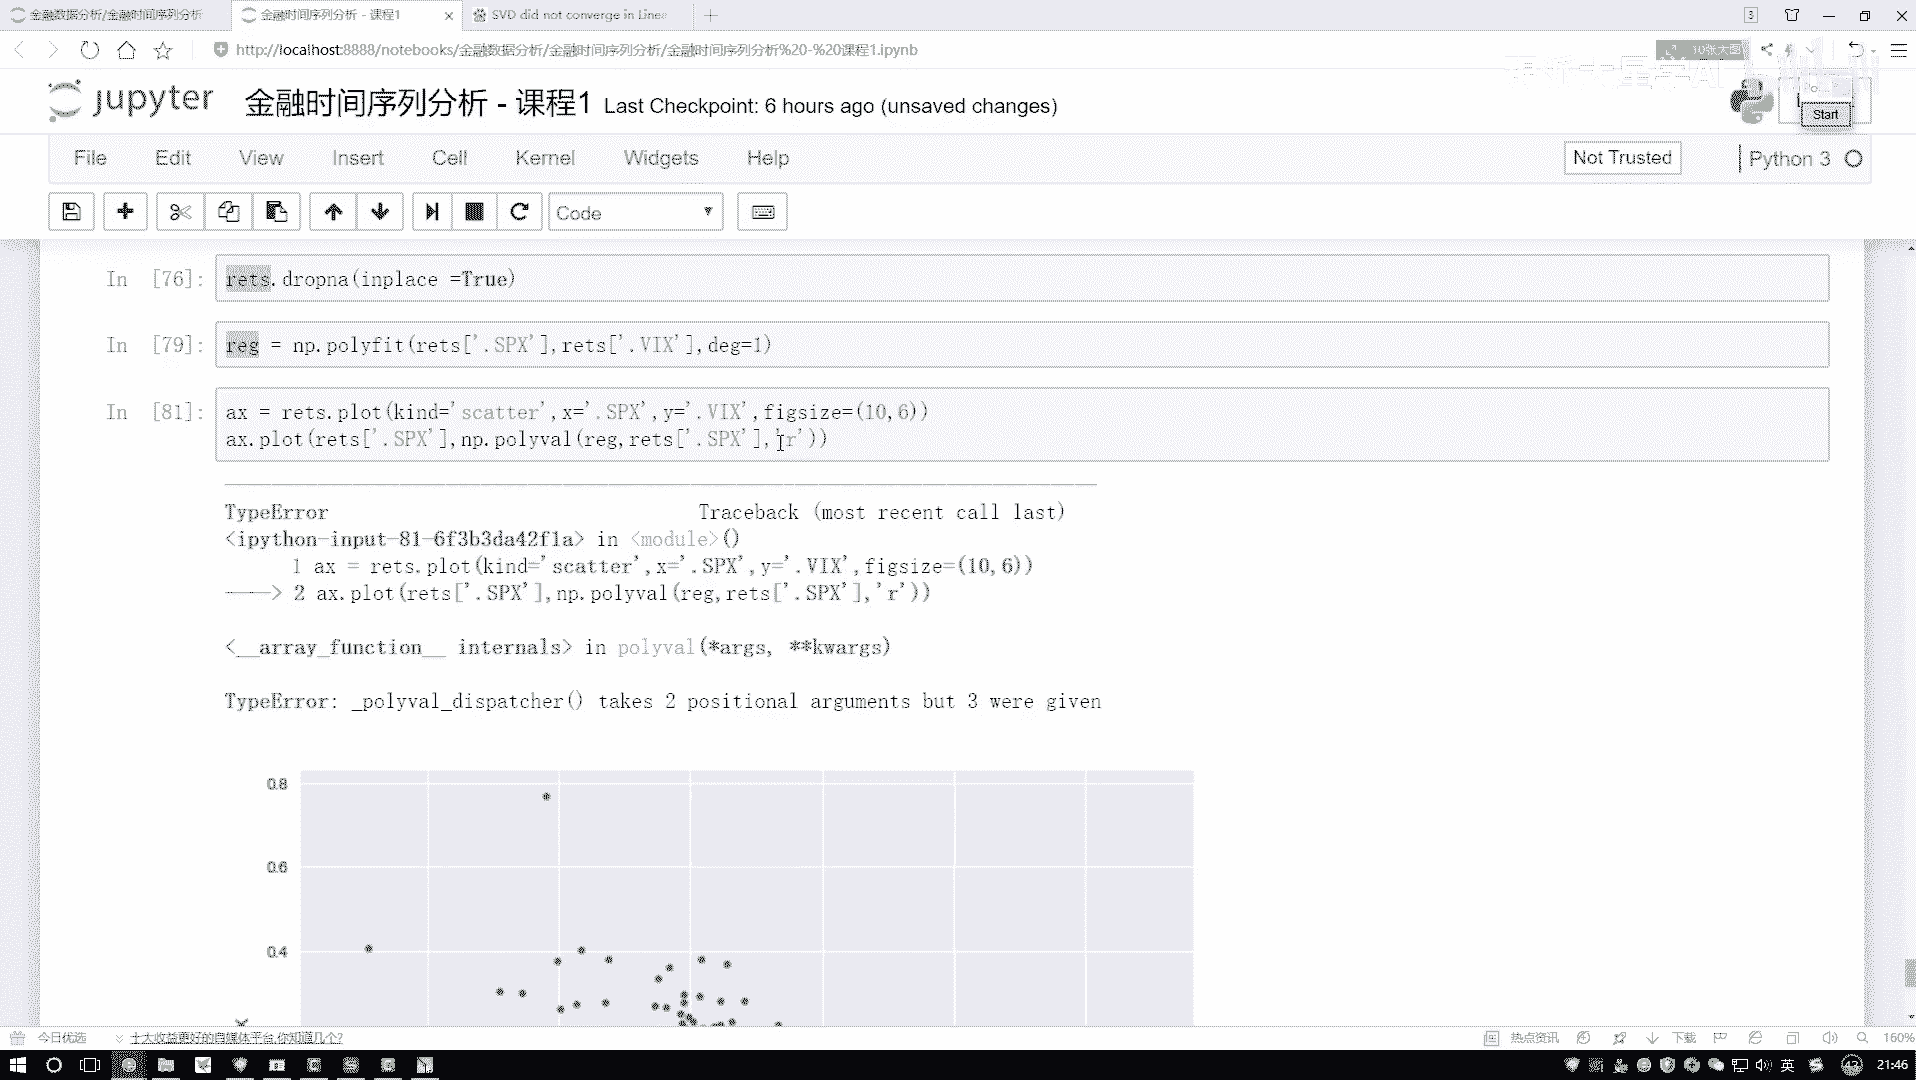 金融数据分析/金融时间序列分析
金融时间序列分析 - 课程1
SVD did not converge in Linea
3
http://localhost:8888/notebooks/金融数据分析/金融时间序列分析/金融时间序列分析%20-%20课程1.ipynb
10张大图
jupyter 金融时间序列分析 - 课程1 Last Checkpoint: 6 hours ago (unsaved changes)
Start
File Edit View Insert Cell Kernel Widgets Help
Not Trusted
Python 3
Code
In [76]: rets.dropna(inplace =True)
In [79]: reg = np.polyfit(rets['.SPX'],rets['.VIX'],deg=1)
In [81]: ax = rets.plot(kind='scatter',x='.SPX',y='.VIX',figsize=(10,6))
ax.plot(rets['.SPX'],np.polyval(reg,rets['.SPX'],'r'))
TypeError Traceback (most recent call last)
<ipython-input-81-6f3b3da42f1a> in <module>()
1 ax = rets.plot(kind='scatter',x='.SPX',y='.VIX',figsize=(10,6))
----> 2 ax.plot(rets['.SPX'],np.polyval(reg,rets['.SPX'],'r'))
<__array_function__ internals> in polyval(*args, **kwargs)
TypeError: _polyval_dispatcher() takes 2 positional arguments but 3 were given
0.8
0.6
0.4
今日优选
十大收益更好的自媒体平台,你知道几个?
热点资讯
下载
160%
英
43
21:46